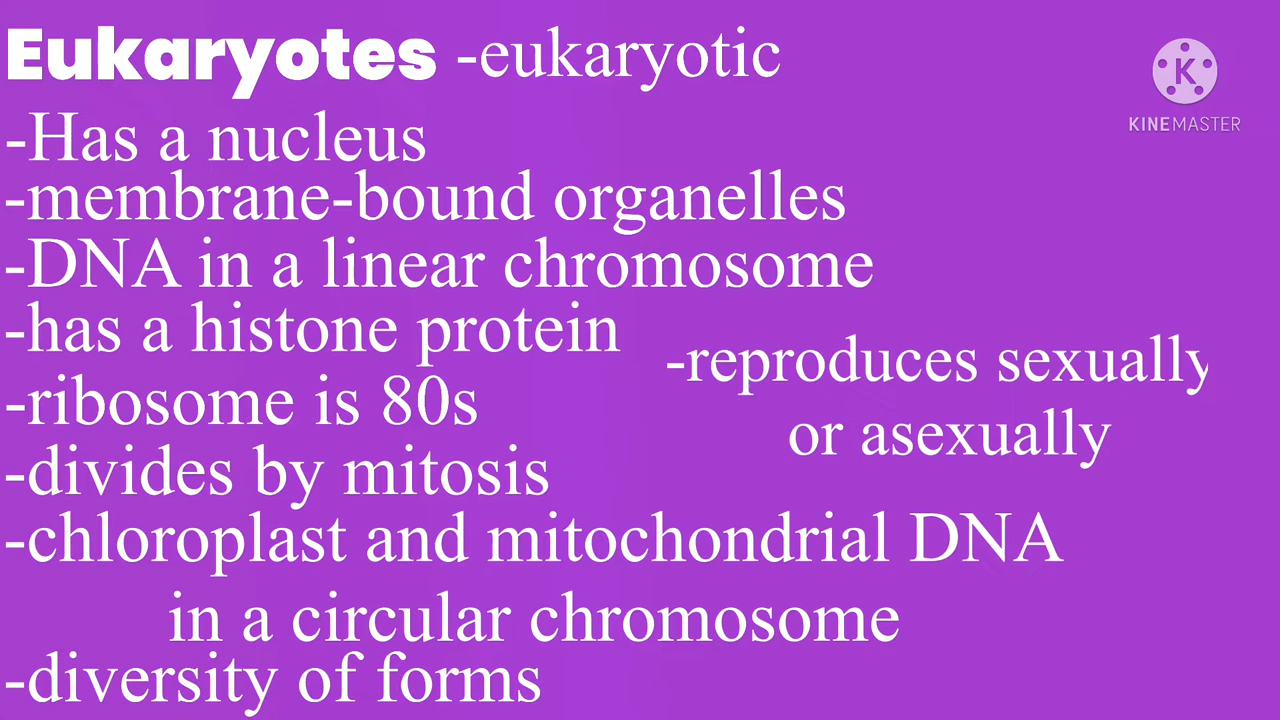 Eukaryotes -eukaryotic
K
KINEMASTER
-Has a nucleus
-membrane-bound organelles
-DNA in a linear chromosome
-has a histone protein
-reproduces sexually
or asexually
-ribosome is 80s
-divides by mitosis
-chloroplast and mitochondrial DNA
in a circular chromosome
-diversity of forms